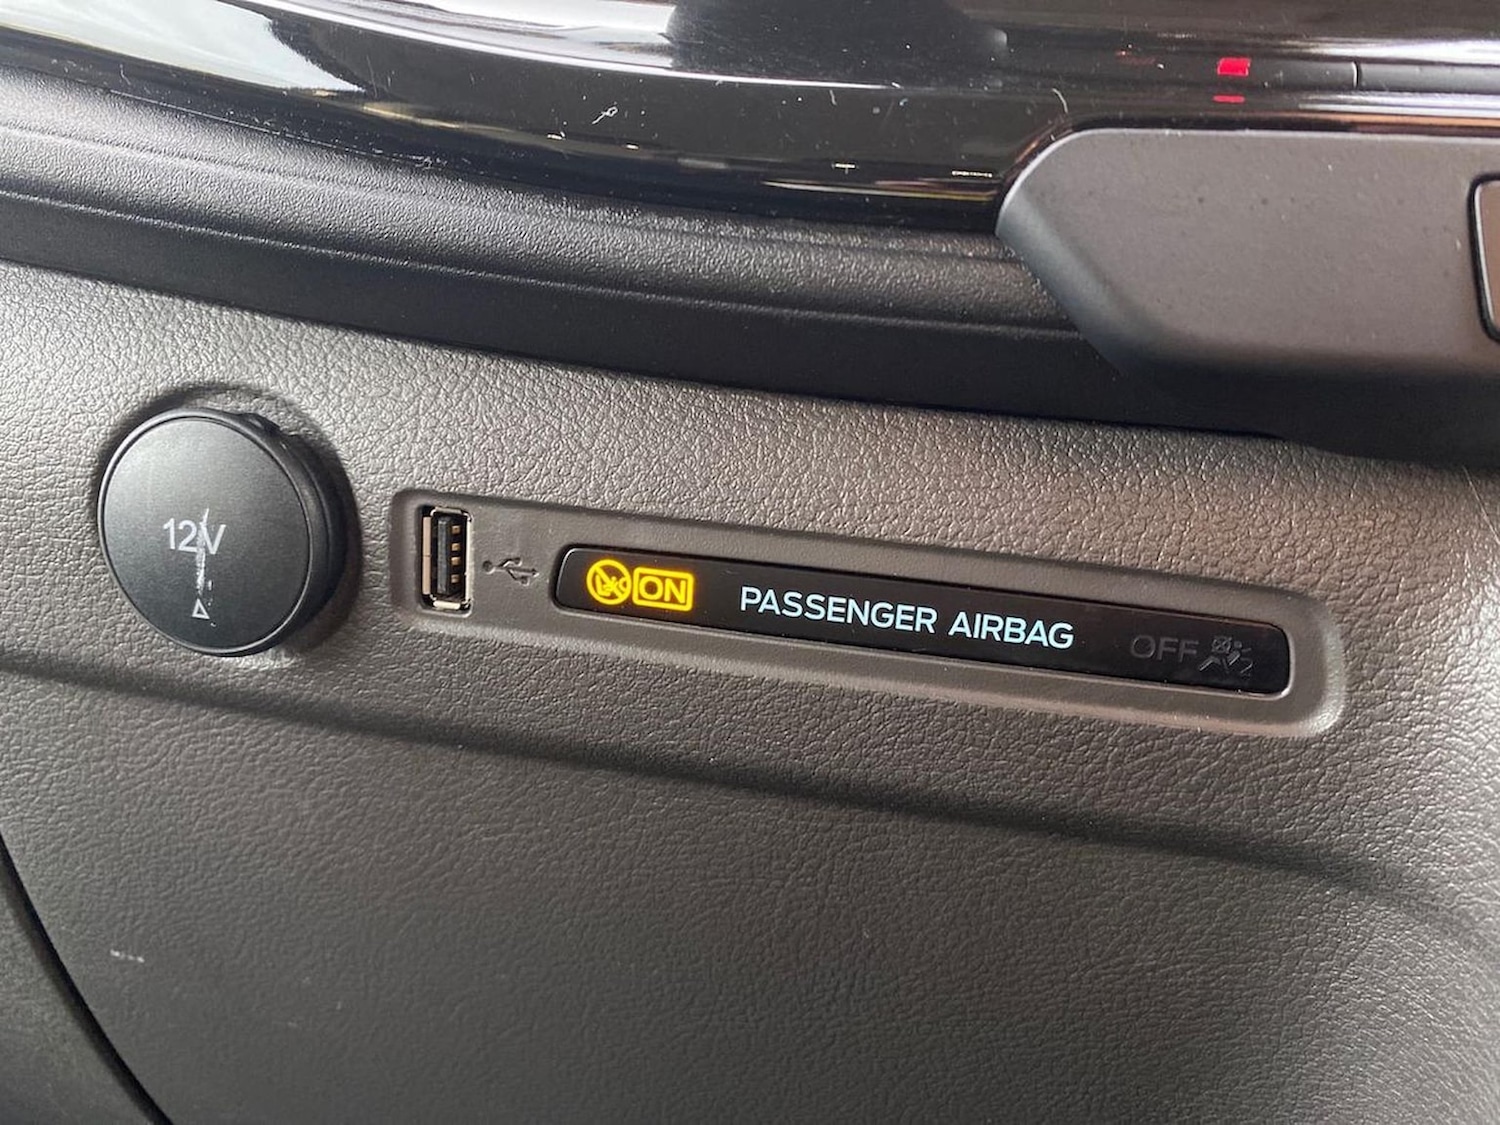 12V
ON PASSENGER AIRBAG OFF